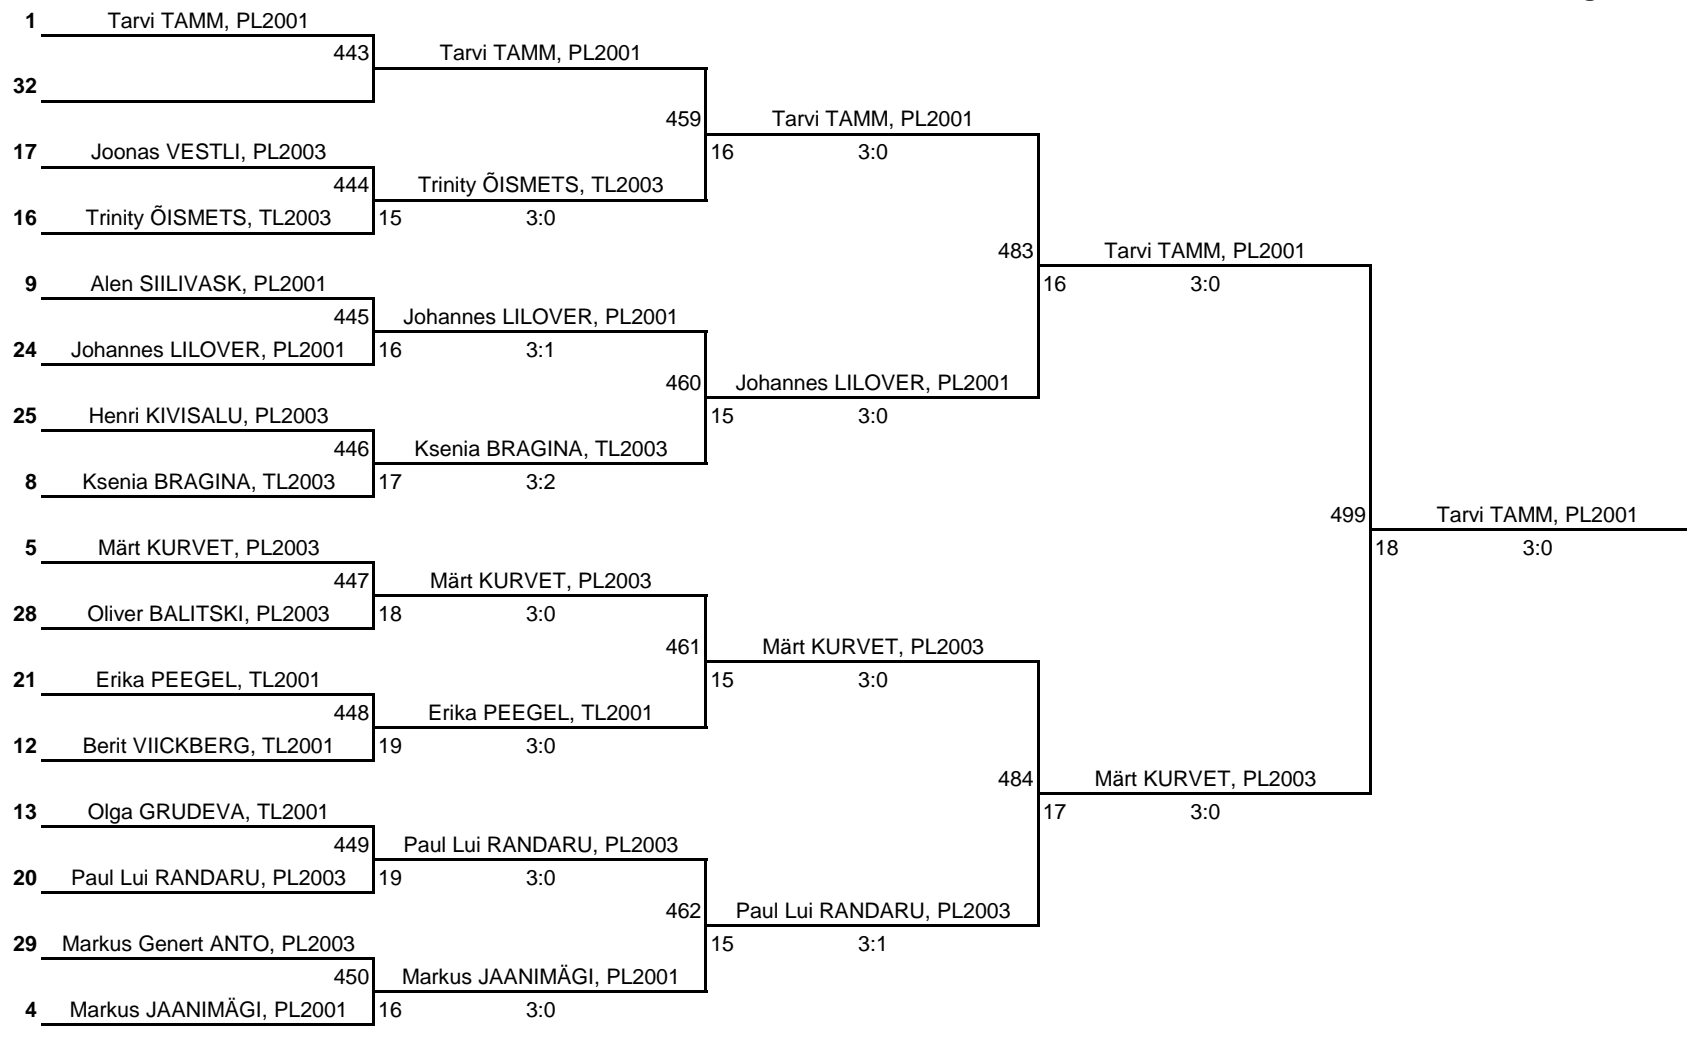 1 Tarvi TAMM, PL2001
443 Tarvi TAMM, PL2001
32
459 Tarvi TAMM, PL2001
17 Joonas VESTLI, PL2003 16 3:0
444 Trinity ÕISMETS, TL2003
16 Trinity ÕISMETS, TL2003 15 3:0
483 Tarvi TAMM, PL2001
9 Alen SIILIVASK, PL2001 16 3:0
445 Johannes LILOVER, PL2001
24 Johannes LILOVER, PL2001 16 3:1
460 Johannes LILOVER, PL2001
25 Henri KIVISALU, PL2003 15 3:0
446 Ksenia BRAGINA, TL2003
8 Ksenia BRAGINA, TL2003 17 3:2
499 Tarvi TAMM, PL2001
5 Märt KURVET, PL2003 18 3:0
447 Märt KURVET, PL2003
28 Oliver BALITSKI, PL2003 18 3:0
461 Märt KURVET, PL2003
21 Erika PEEGEL, TL2001 15 3:0
448 Erika PEEGEL, TL2001
12 Berit VIICKBERG, TL2001 19 3:0
484 Märt KURVET, PL2003
13 Olga GRUDEVA, TL2001 17 3:0
449 Paul Lui RANDARU, PL2003
20 Paul Lui RANDARU, PL2003 19 3:0
462 Paul Lui RANDARU, PL2003
29 Markus Genert ANTO, PL2003 15 3:1
450 Markus JAANIMÄGI, PL2001
4 Markus JAANIMÄGI, PL2001 16 3:0